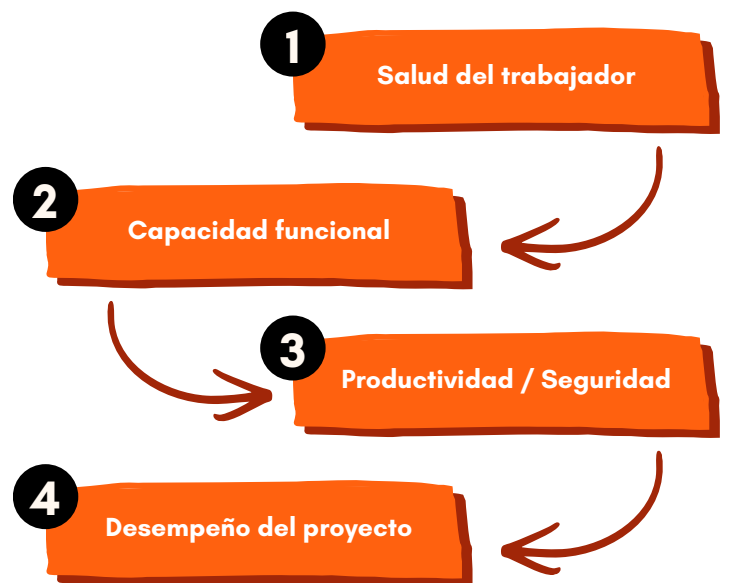 1
Salud del trabajador
2
Capacidad funcional
3
Productividad / Seguridad
4
Desempeño del proyecto